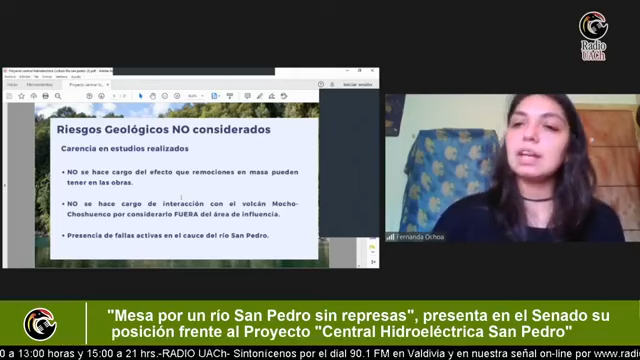 Radio
UACh
Iniciar sesión
Riesgos Geológicos NO considerados
Carencia en estudios realizados
• NO se hace cargo del efecto que remociones en masa pueden
tener en las obras.
• NO se hace cargo de interacción con el volcán Mocho-
Choshuenco por considerarlo FUERA del área de influencia.
• Presencia de fallas activas en el cauce del río San Pedro.
Fernanda Ochoa
"Mesa por un río San Pedro sin represas", presenta en el Senado su
posición frente al Proyecto "Central Hidroeléctrica San Pedro"
0 a 13:00 horas y 15:00 a 21 hrs.-RADIO UACh- Sintonícenos por el dial 90.1 FM en Valdivia y en nuestra señal on-line por www.radi